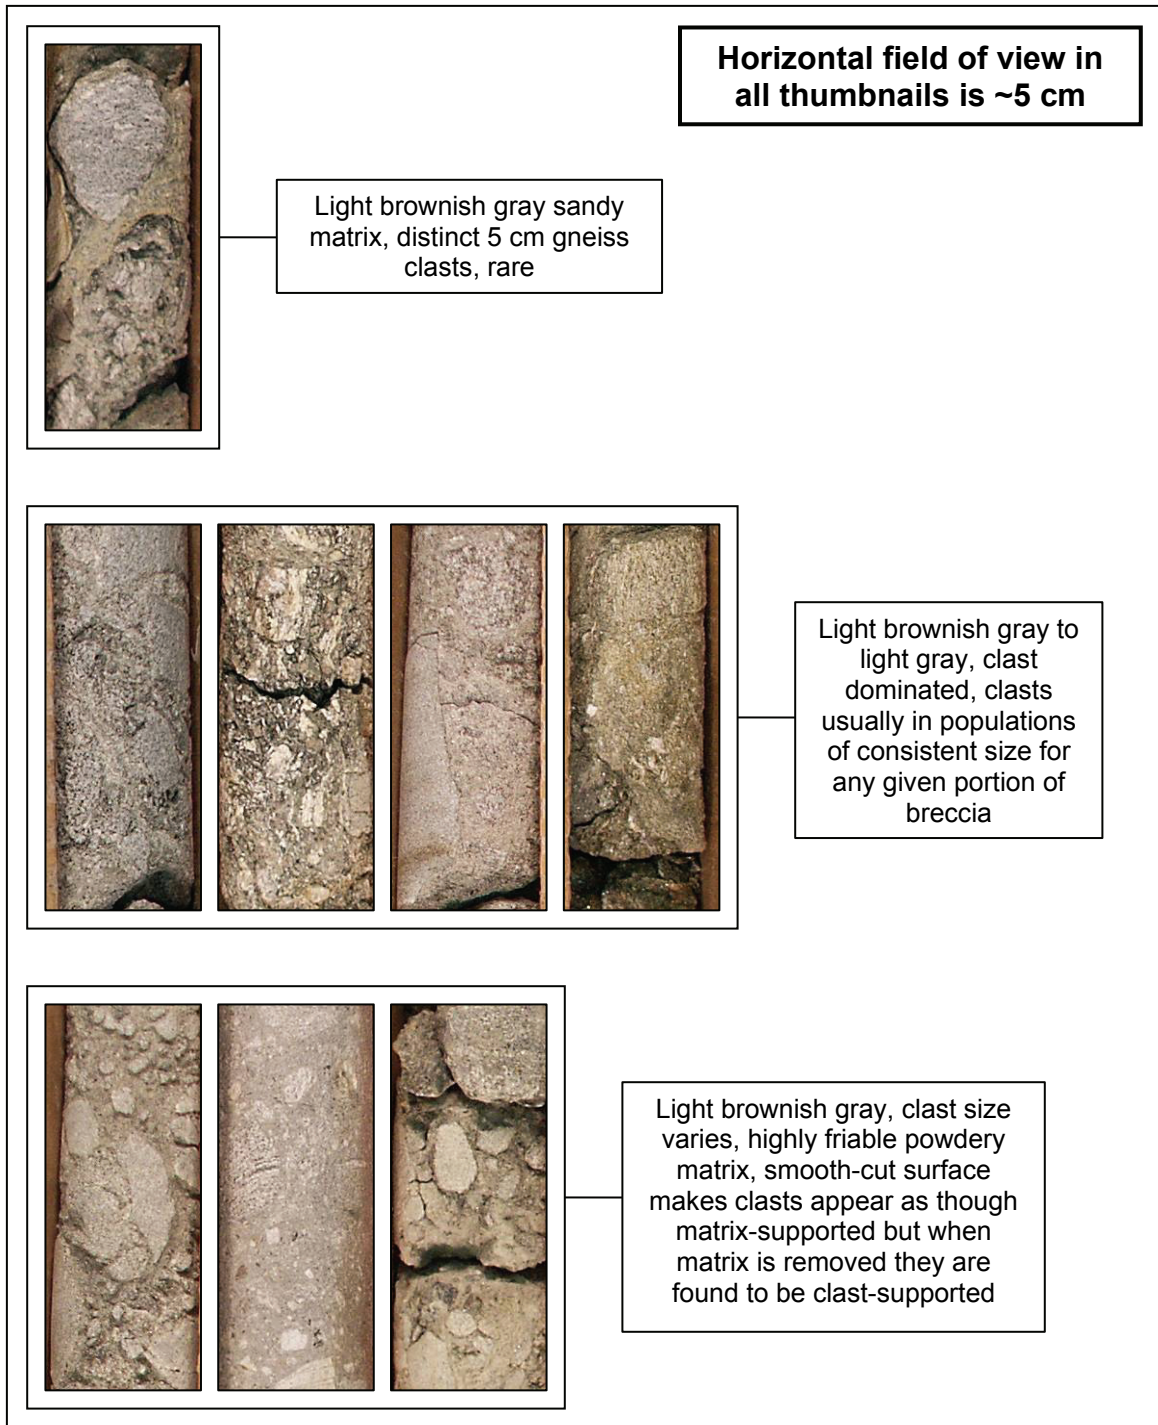 Horizontal field of view in
all thumbnails is ~5 cm
Light brownish gray sandy
matrix, distinct 5 cm gneiss
clasts, rare
Light brownish gray to
light gray, clast
dominated, clasts
usually in populations
of consistent size for
any given portion of
breccia
Light brownish gray, clast size
varies, highly friable powdery
matrix, smooth-cut surface
makes clasts appear as though
matrix-supported but when
matrix is removed they are
found to be clast-supported